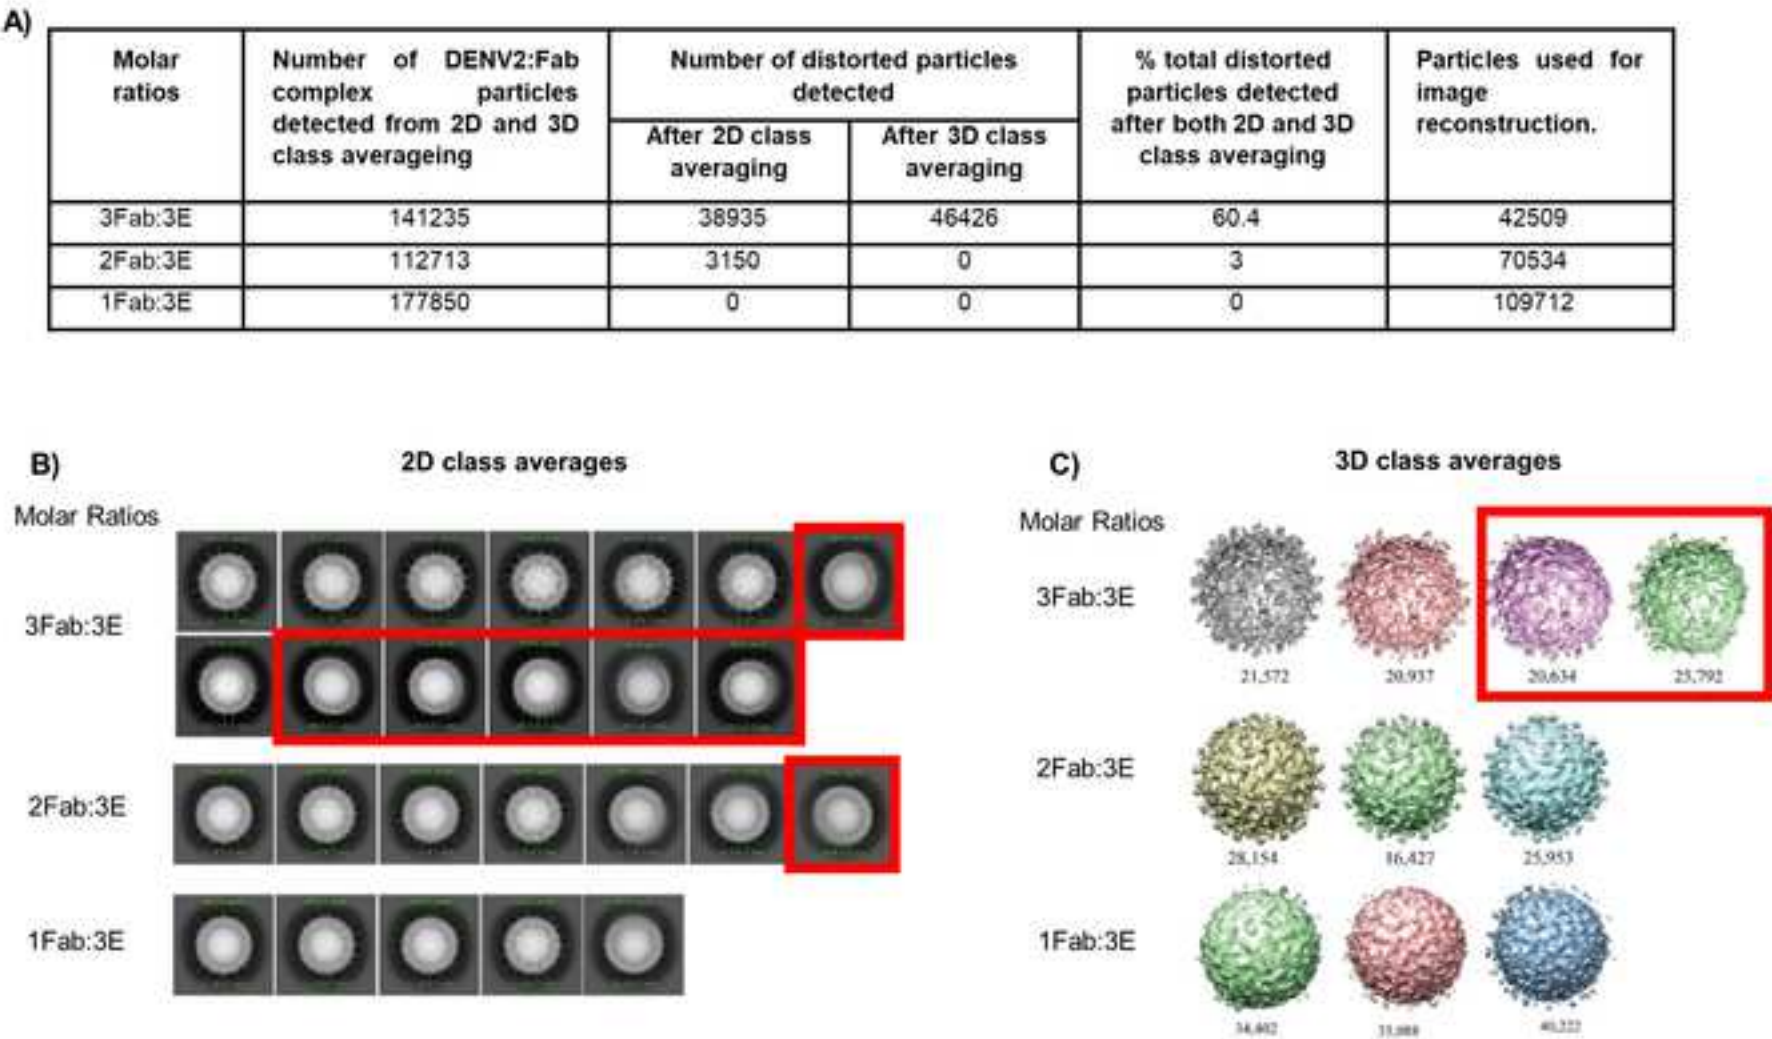 A)
Molar ratios
Number of DENV2:Fab complex particles detected from 2D and 3D class averageing
Number of distorted particles detected
After 2D class averaging
After 3D class averaging
% total distorted particles detected after both 2D and 3D class averaging
Particles used for image reconstruction.
3Fab:3E 141235 38935 46426 60.4 42509
2Fab:3E 112713 3150 0 3 70534
1Fab:3E 177850 0 0 0 109712
B) 2D class averages
Molar Ratios
3Fab:3E
2Fab:3E
1Fab:3E
C) 3D class averages
Molar Ratios
3Fab:3E
21,572 20,937 20,634 25,792
2Fab:3E
28,154 16,427 25,953
1Fab:3E
34,402 40,222